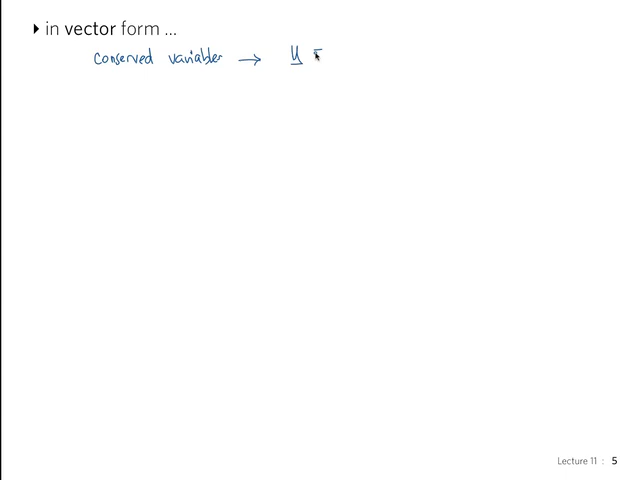 ▸ in vector form ...
conserved variables → U
Lecture 11 : 5